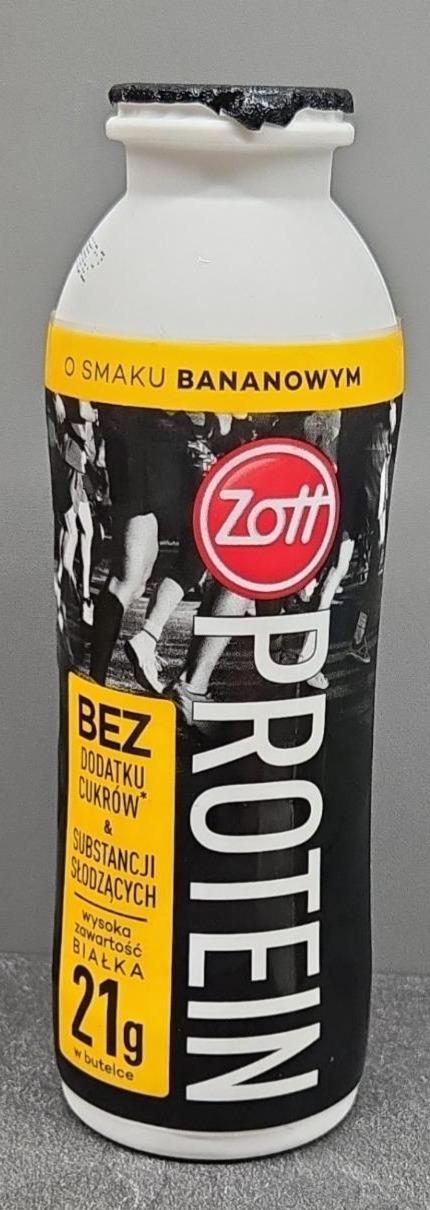 O SMAKU BANANOWYM
Zott
PROTEIN
BEZ
DODATKU
CUKRÓW*
&
SUBSTANCJI
SŁODZĄCYCH
wysoka
zawartość
BIAŁKA
21g
w butelce